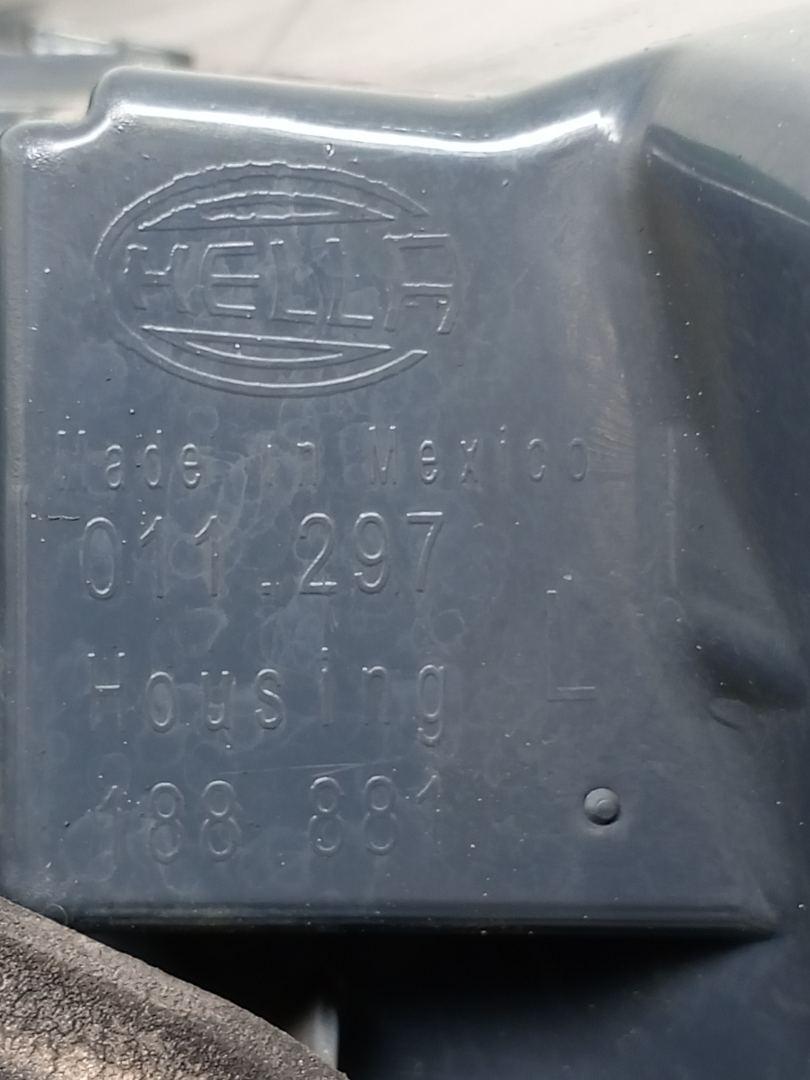 HELLA
Made in Mexico
011.297
Housing L
188 881